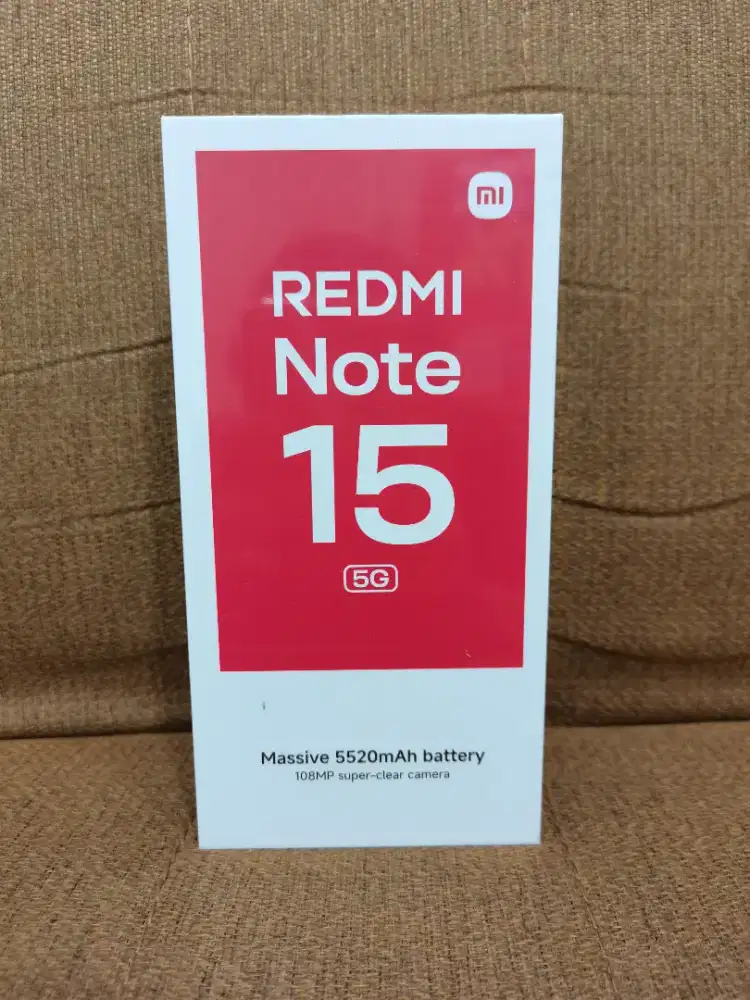 mi
REDMI
Note
15
5G
Massive 5520mAh battery
108MP super-clear camera